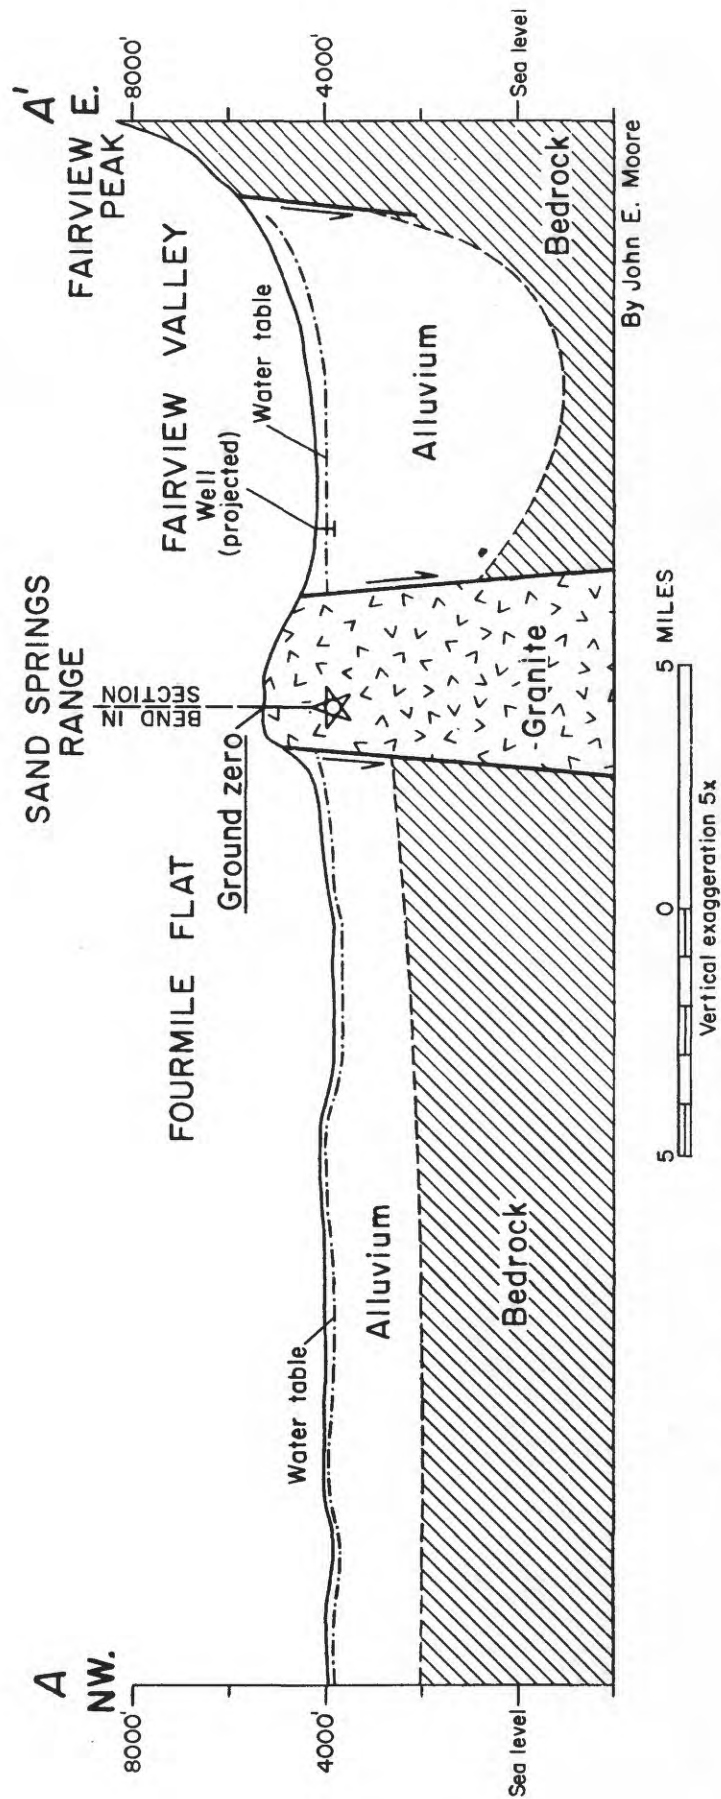 A
NW.
SAND SPRINGS
RANGE
A'
E.
FOURMILE FLAT
FAIRVIEW VALLEY
FAIRVIEW
PEAK
BEND IN
SECTION
Ground zero
Well
(projected)
Water table
Water table
8000'
4000'
Sea level
8000'
4000'
Sea level
Alluvium
Bedrock
Granite
Alluvium
Bedrock
5
0
5 MILES
Vertical exaggeration 5x
By John E. Moore